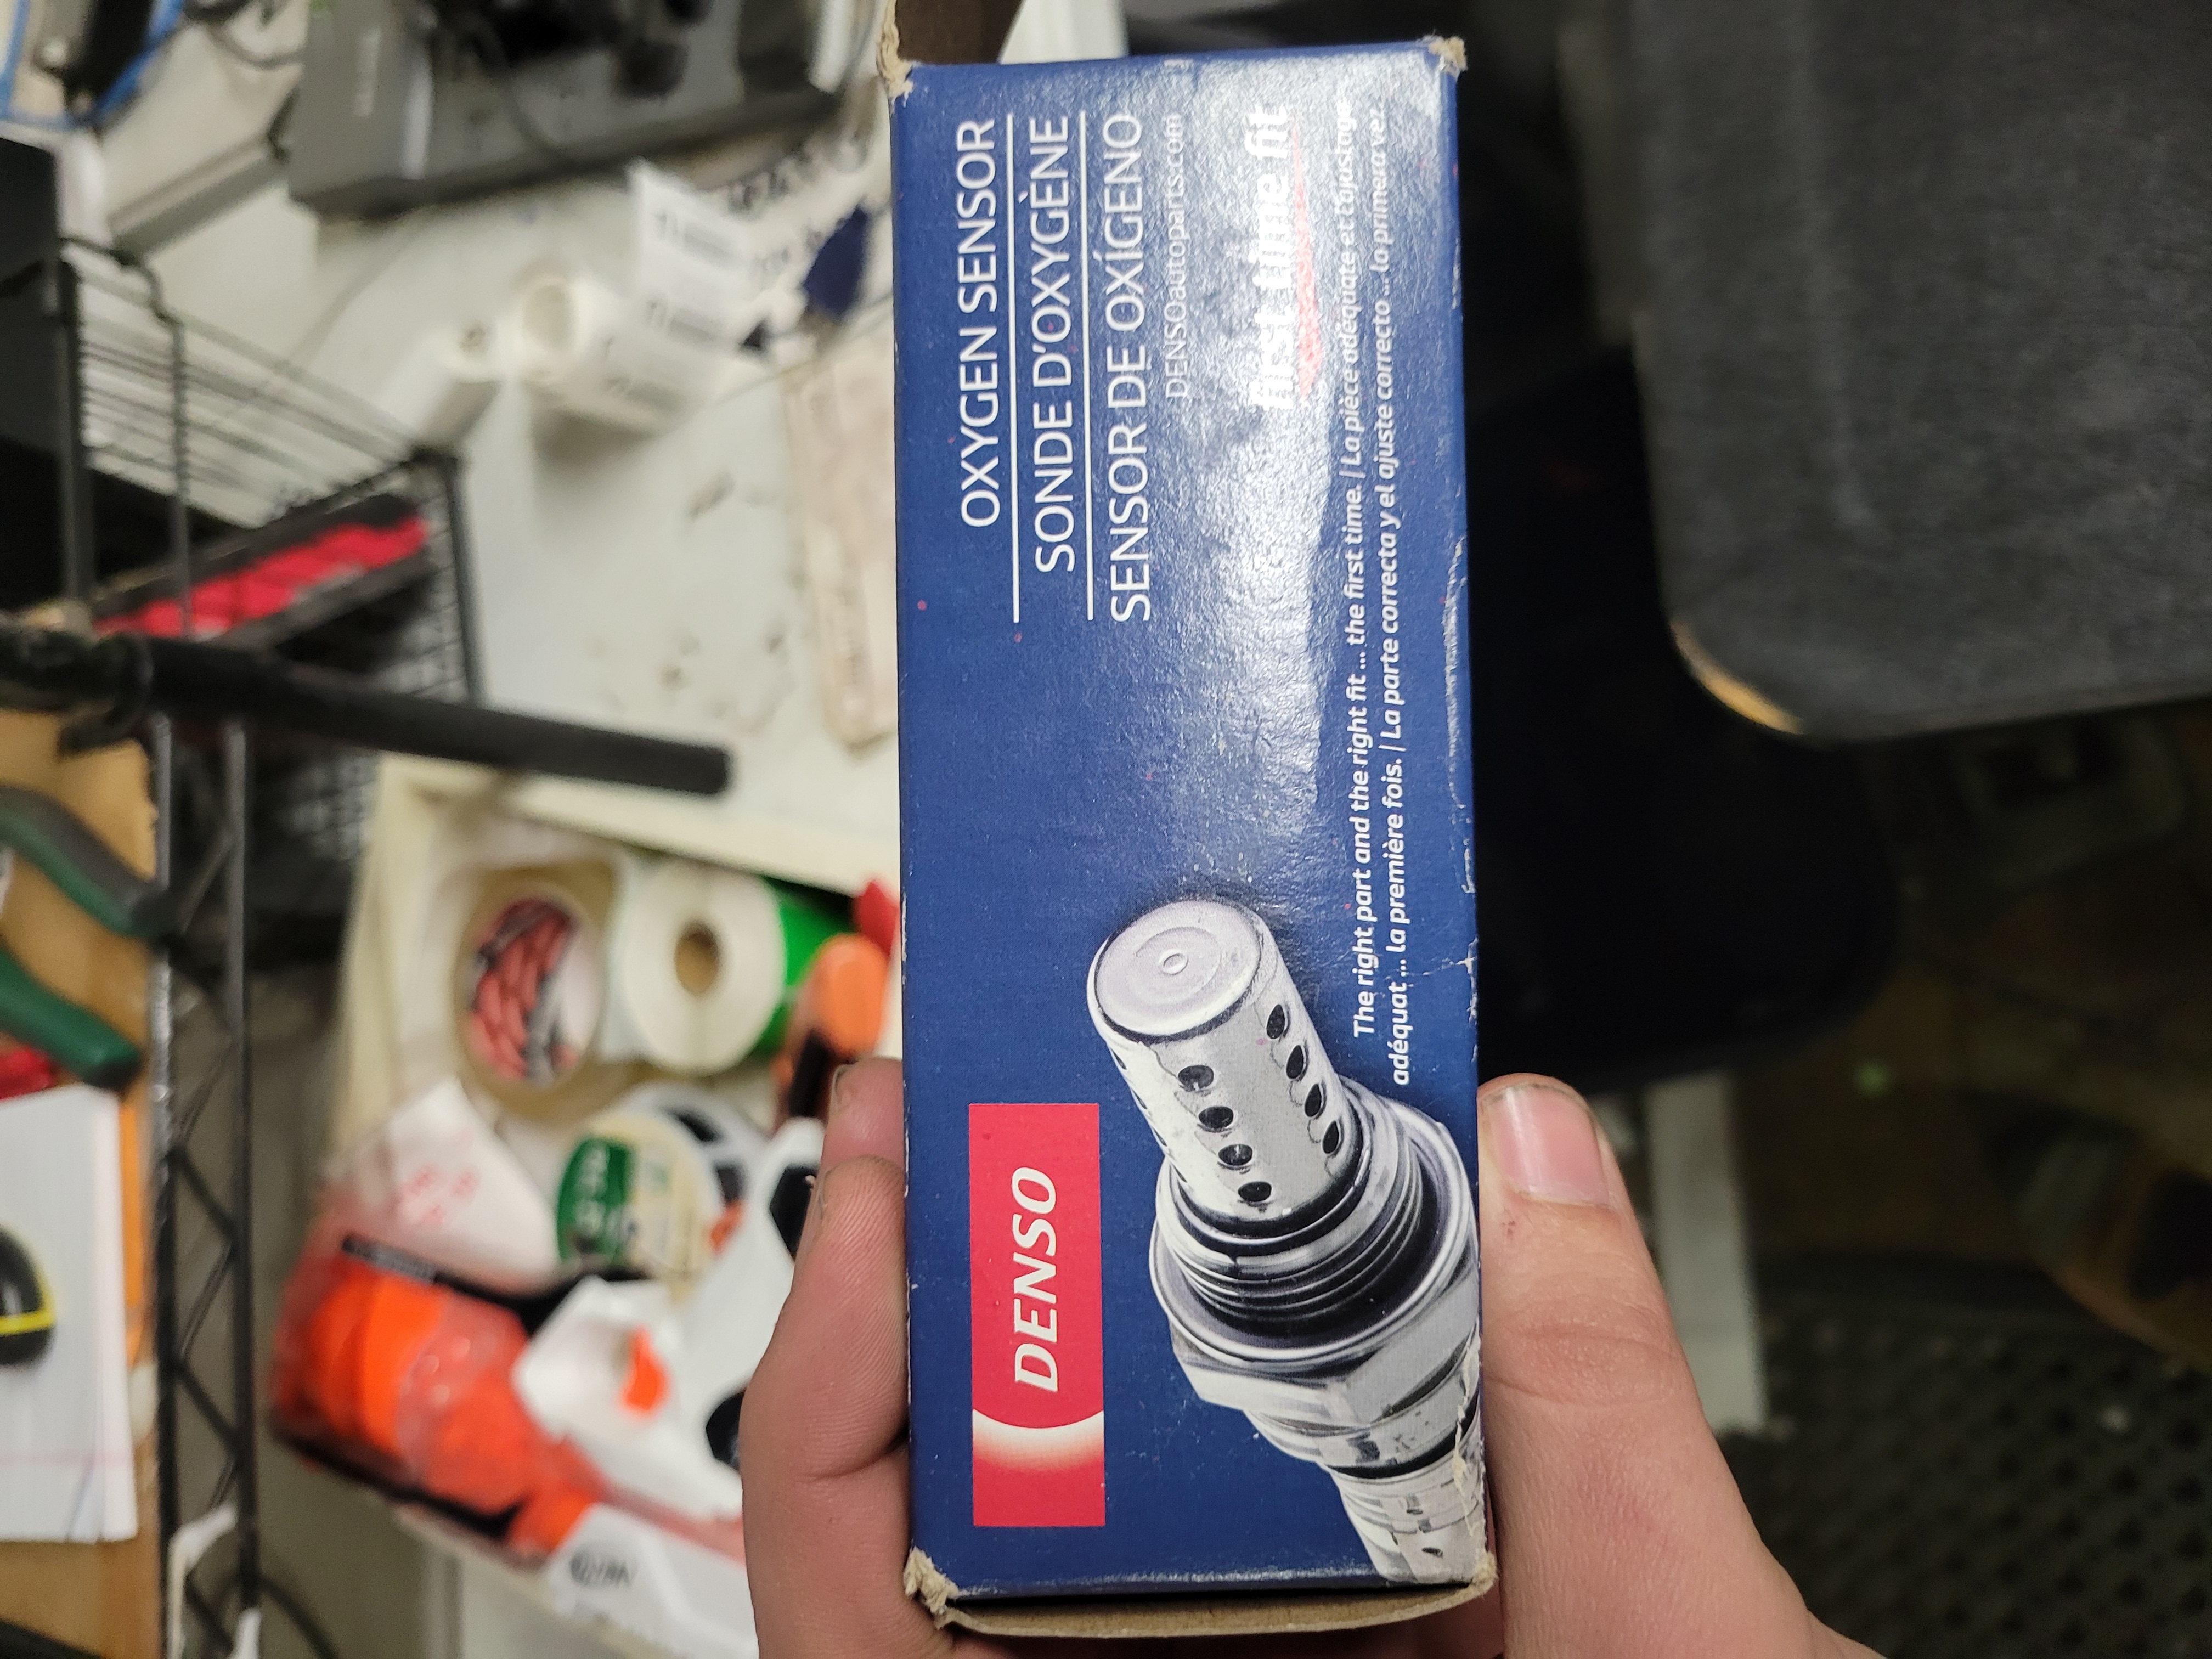 OXYGEN SENSOR
SONDE D'OXYGÈNE
SENSOR DE OXÍGENO
DENSOautoparts.com
first time fit
The right part and the right fit ... the first time. | La pièce adéquate et l'ajustage
adéquat ... la première fois. | La parte correcta y el ajuste correcto ... la primera vez.
DENSO